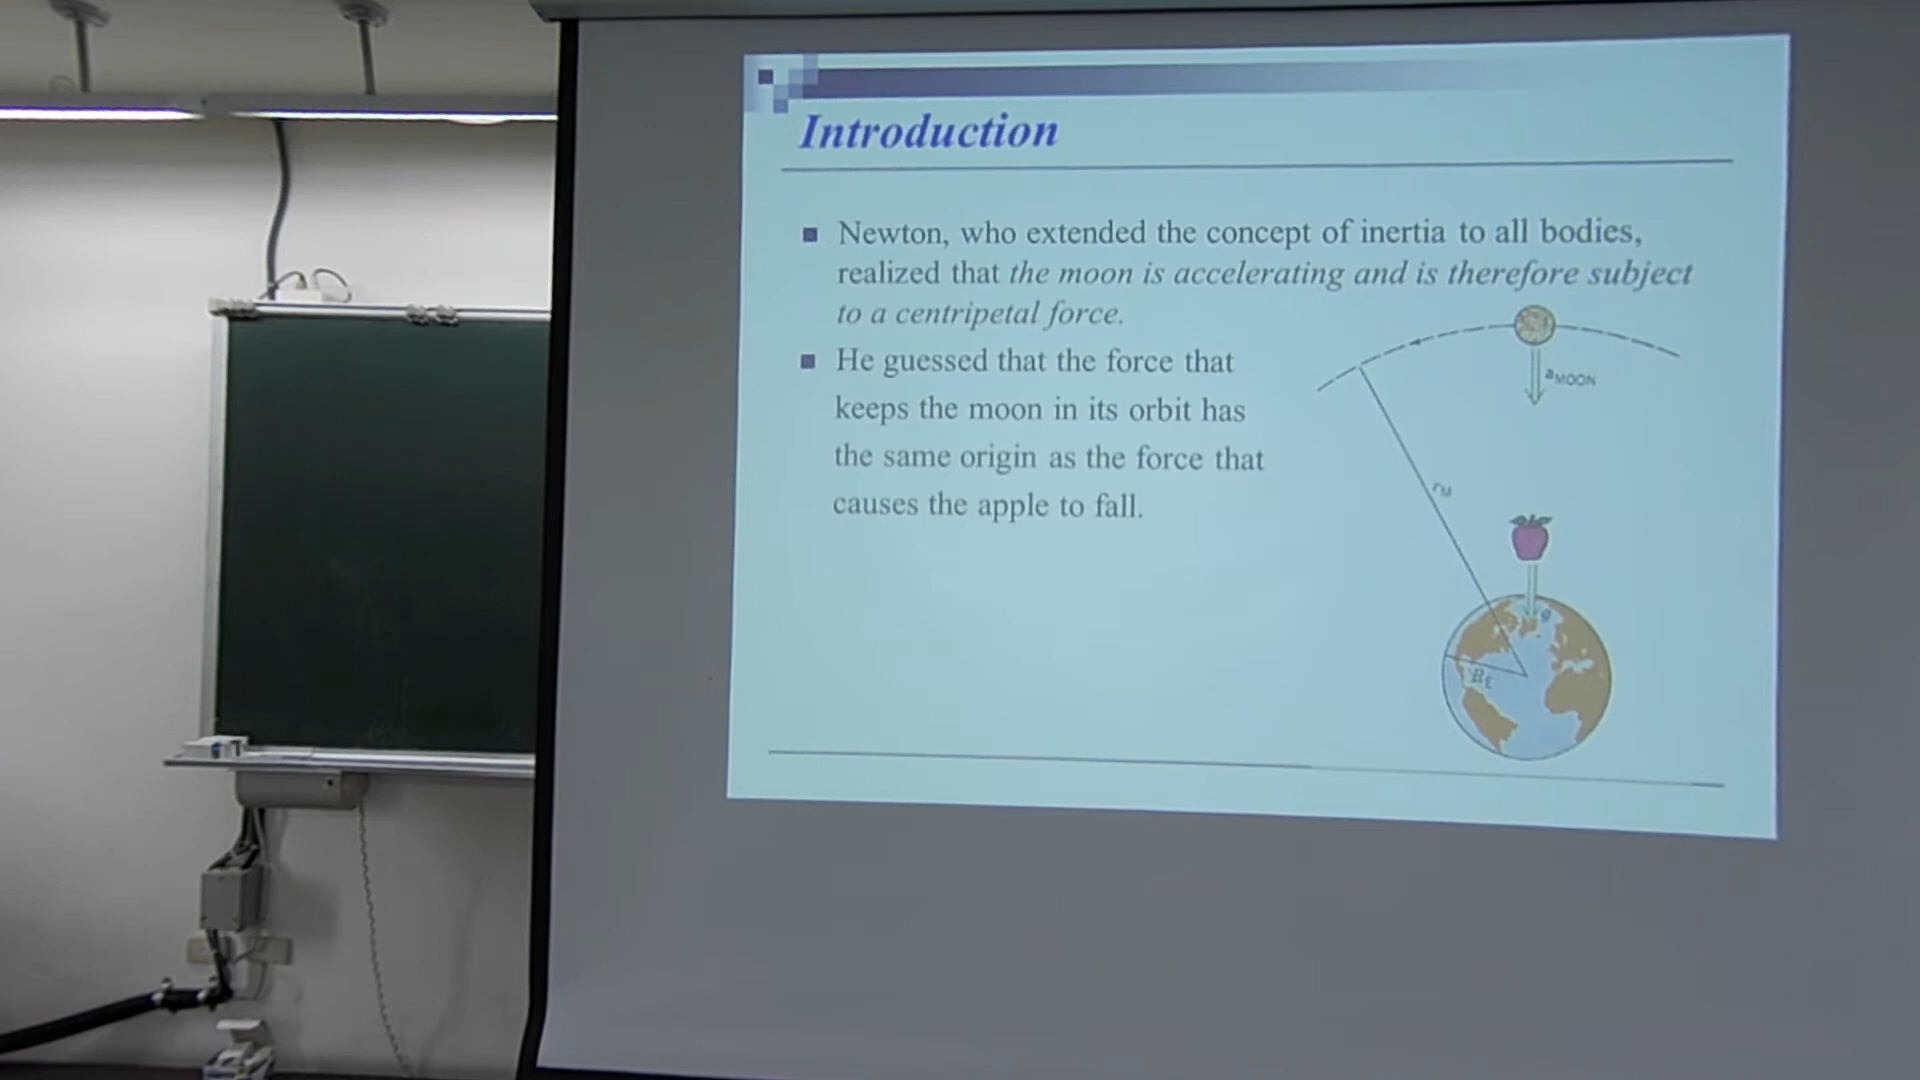 Introduction
Newton, who extended the concept of inertia to all bodies,
realized that the moon is accelerating and is therefore subject
to a centripetal force.
He guessed that the force that
keeps the moon in its orbit has
the same origin as the force that
causes the apple to fall.
aMOON
rM
g
RE